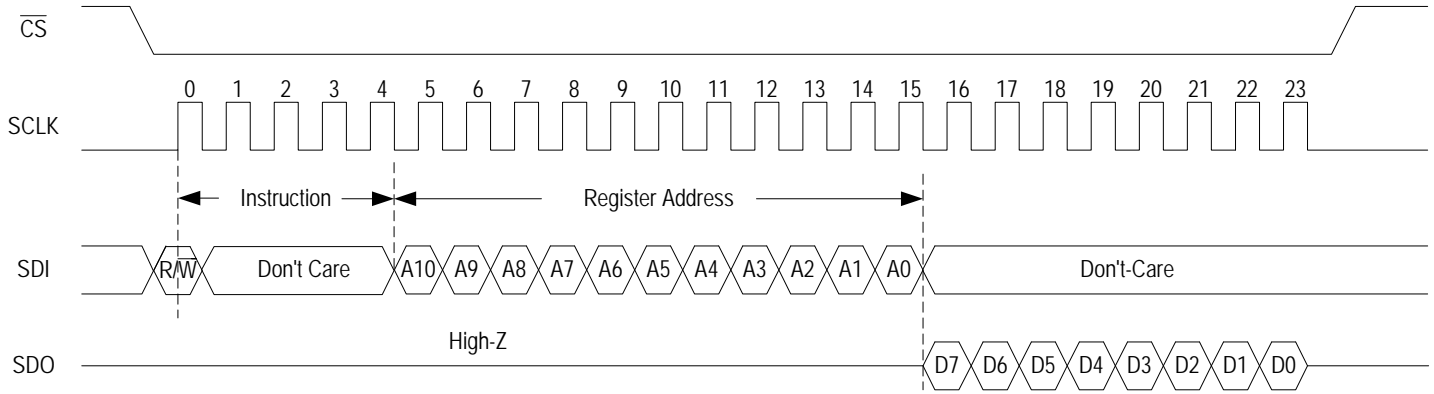 CS
0 1 2 3 4 5 6 7 8 9 10 11 12 13 14 15 16 17 18 19 20 21 22 23
SCLK
Instruction Register Address
SDI R/W Don't Care A10 A9 A8 A7 A6 A5 A4 A3 A2 A1 A0 Don't-Care
High-Z
SDO D7 D6 D5 D4 D3 D2 D1 D0